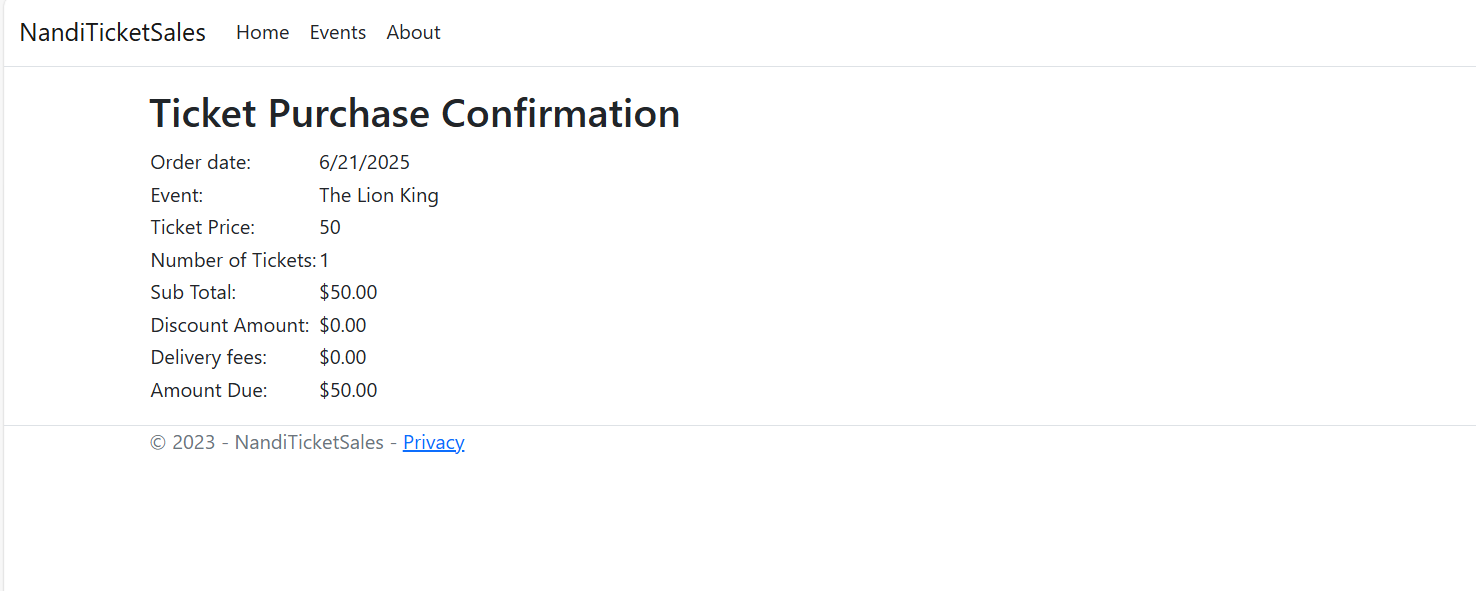 NandiTicketSales Home Events About
Ticket Purchase Confirmation
Order date: 6/21/2025
Event: The Lion King
Ticket Price: 50
Number of Tickets: 1
Sub Total: $50.00
Discount Amount: $0.00
Delivery fees: $0.00
Amount Due: $50.00
© 2023 - NandiTicketSales - Privacy